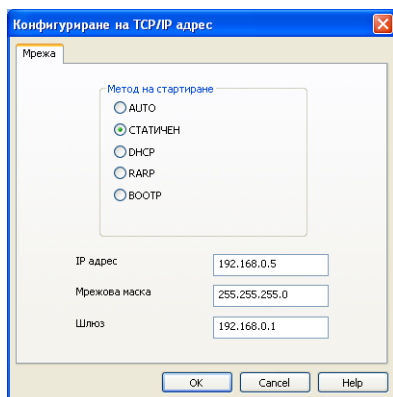 Конфигуриране на TCP/IP адрес
Мрежа
Метод на стартиране
AUTO
СТАТИЧЕН
DHCP
RARP
BOOTP
IP адрес 192.168.0.5
Мрежова маска 255.255.255.0
Шлюз 192.168.0.1
OK Cancel Help